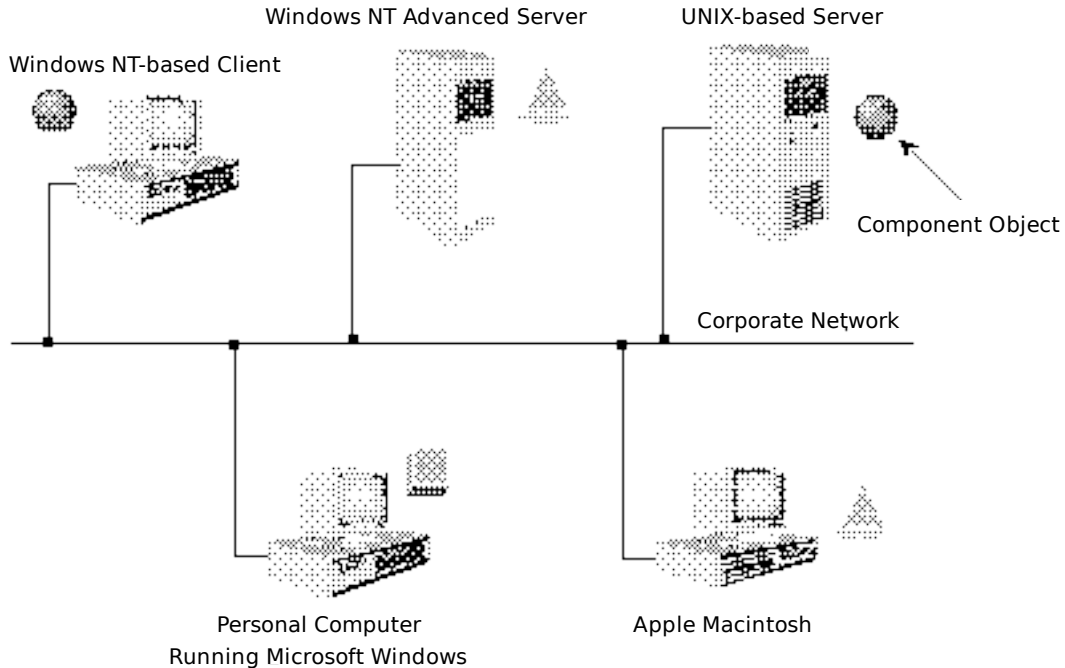 Windows NT Advanced Server
UNIX-based Server
Windows NT-based Client
Component Object
Corporate Network
Personal Computer
Running Microsoft Windows
Apple Macintosh